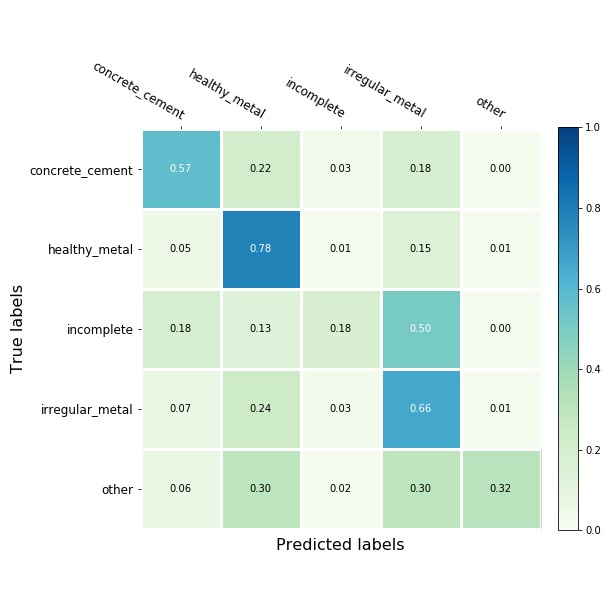 concrete_cement healthy_metal incomplete irregular_metal other
concrete_cement 0.57 0.22 0.03 0.18 0.00
healthy_metal 0.05 0.78 0.01 0.15 0.01
incomplete 0.18 0.13 0.18 0.50 0.00
irregular_metal 0.07 0.24 0.03 0.66 0.01
other 0.06 0.30 0.02 0.30 0.32
True labels
Predicted labels
1.0
0.8
0.6
0.4
0.2
0.0